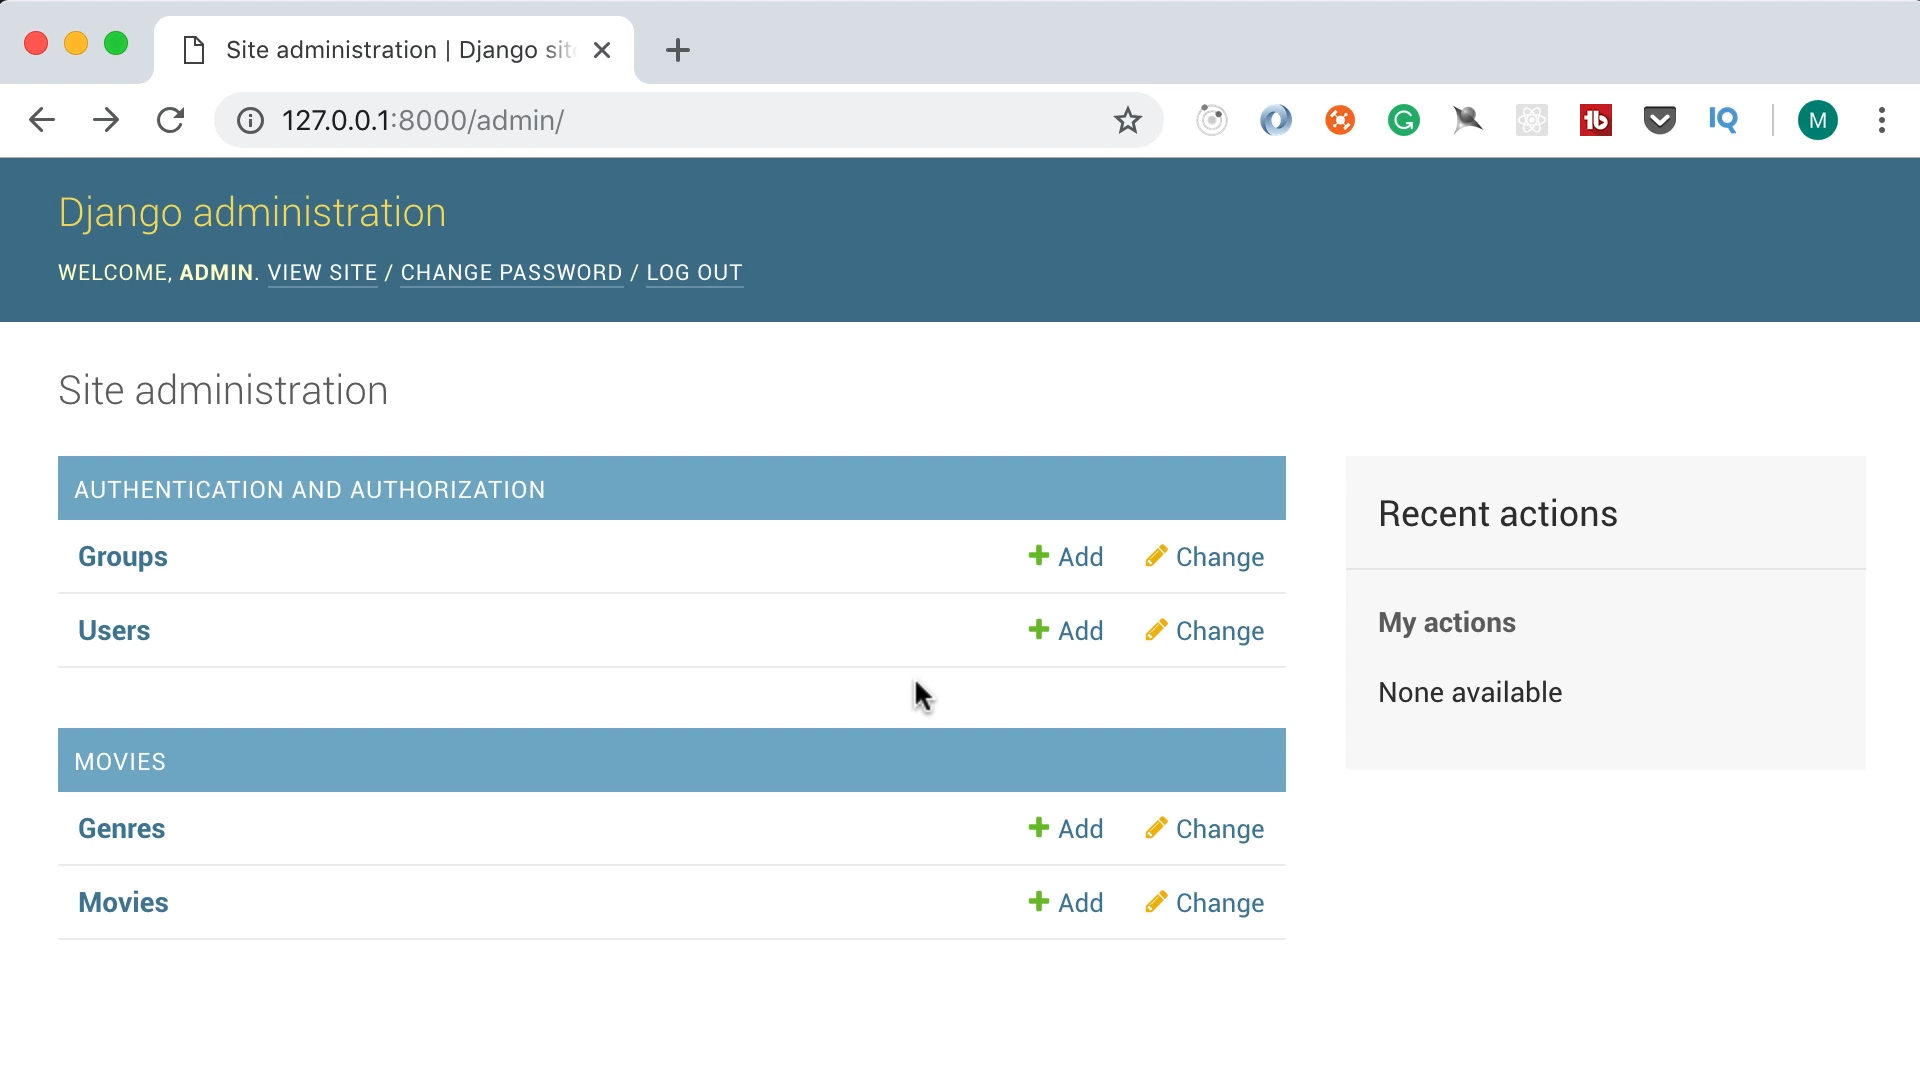 Site administration | Django sit
127.0.0.1:8000/admin/
G
tb
IQ
M
Django administration
WELCOME, ADMIN. VIEW SITE / CHANGE PASSWORD / LOG OUT
Site administration
AUTHENTICATION AND AUTHORIZATION
Groups Add Change
Users Add Change
MOVIES
Genres Add Change
Movies Add Change
Recent actions
My actions
None available